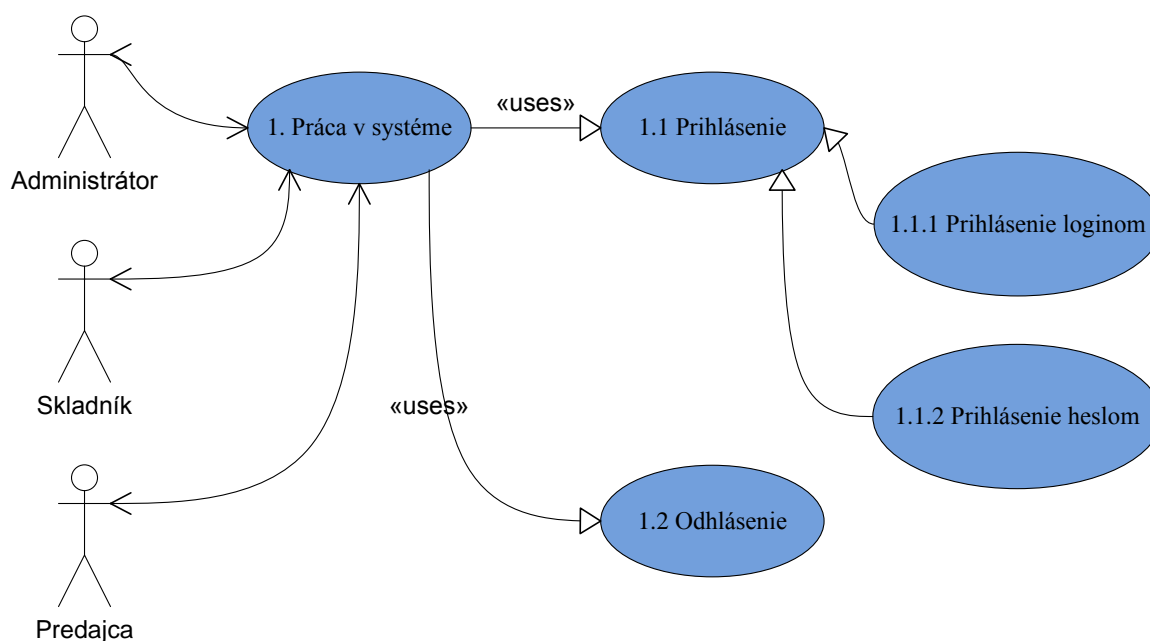 «uses»
1. Práca v systéme
1.1 Prihlásenie
Administrátor
1.1.1 Prihlásenie loginom
Skladník
«uses»
1.1.2 Prihlásenie heslom
1.2 Odhlásenie
Predajca